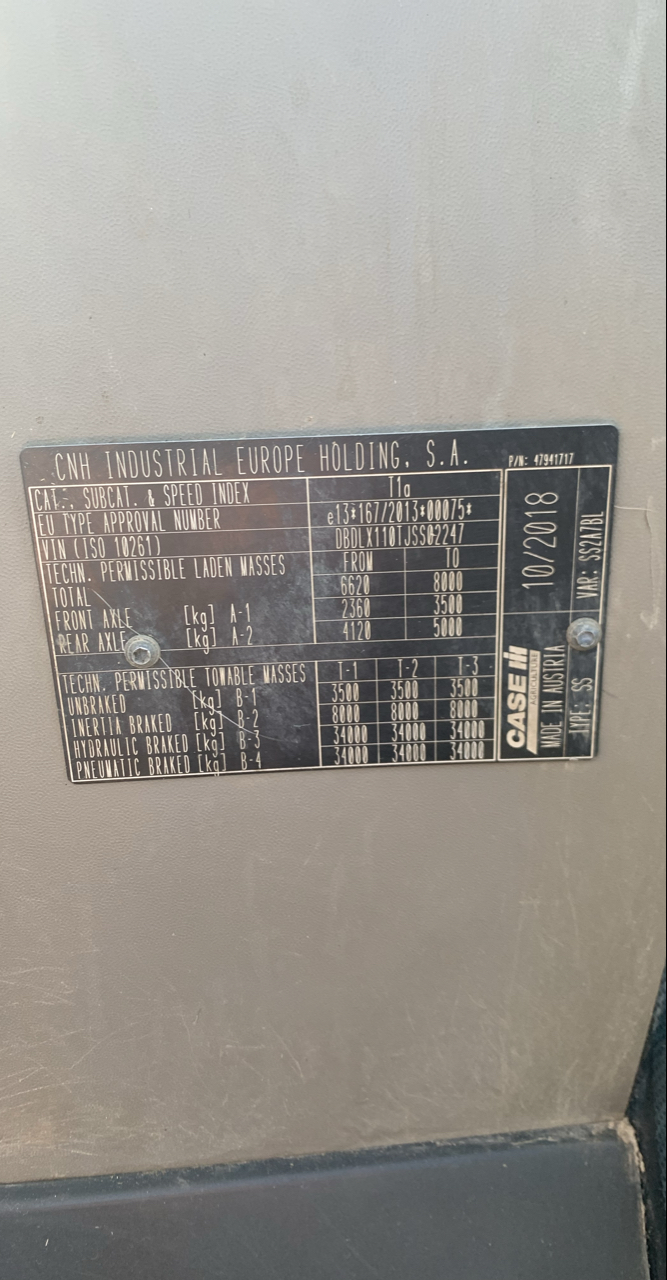 CNH INDUSTRIAL EUROPE HOLDING, S.A.
P/N: 47941717
CAT., SUBCAT. & SPEED INDEX T1a
EU TYPE APPROVAL NUMBER e13*167/2013*00075*
VIN (ISO 10261) DBDLX110TJSS02247
TECHN. PERMISSIBLE LADEN MASSES FROM TO
TOTAL 6620 8000
FRONT AXLE [kg] A-1 2360 3500
REAR AXLE [kg] A-2 4120 5000
TECHN. PERMISSIBLE TOWABLE MASSES T-1 T-2 T-3
UNBRAKED [kg] B-1 3500 3500 3500
INERTIA BRAKED [kg] B-2 8000 8000 8000
HYDRAULIC BRAKED [kg] B-3 34000 34000 34000
PNEUMATIC BRAKED [kg] B-4 34000 34000 34000
10/2018
CASE IH
AGRICULTURE
MADE IN AUSTRIA
TYPE: SS VAR: SS2A7BL